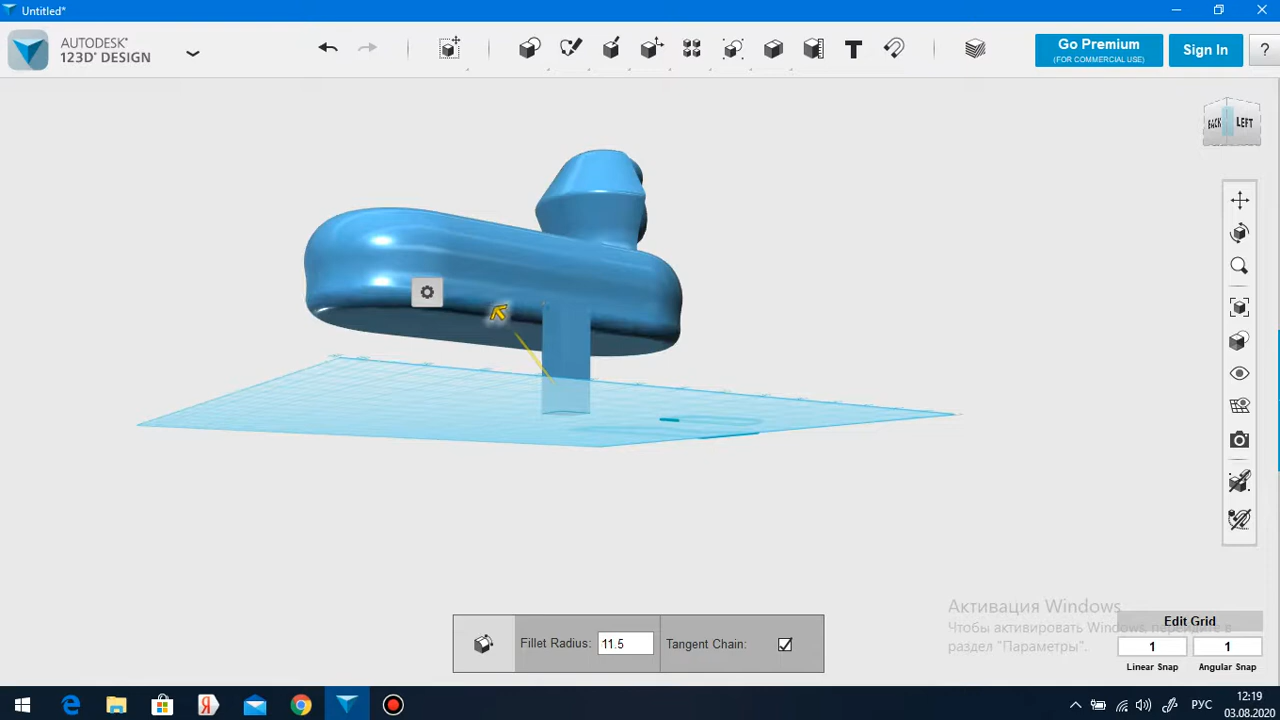 Untitled*
AUTODESK®
123D® DESIGN
Go Premium
(FOR COMMERCIAL USE)
Sign In
?
BACK
LEFT
Активация Windows
Чтобы активировать Windows, перейдите в
раздел "Параметры".
Edit Grid
1
1
Linear Snap
Angular Snap
Fillet Radius:
11.5
Tangent Chain:
Я
РУС
12:19
03.08.2020